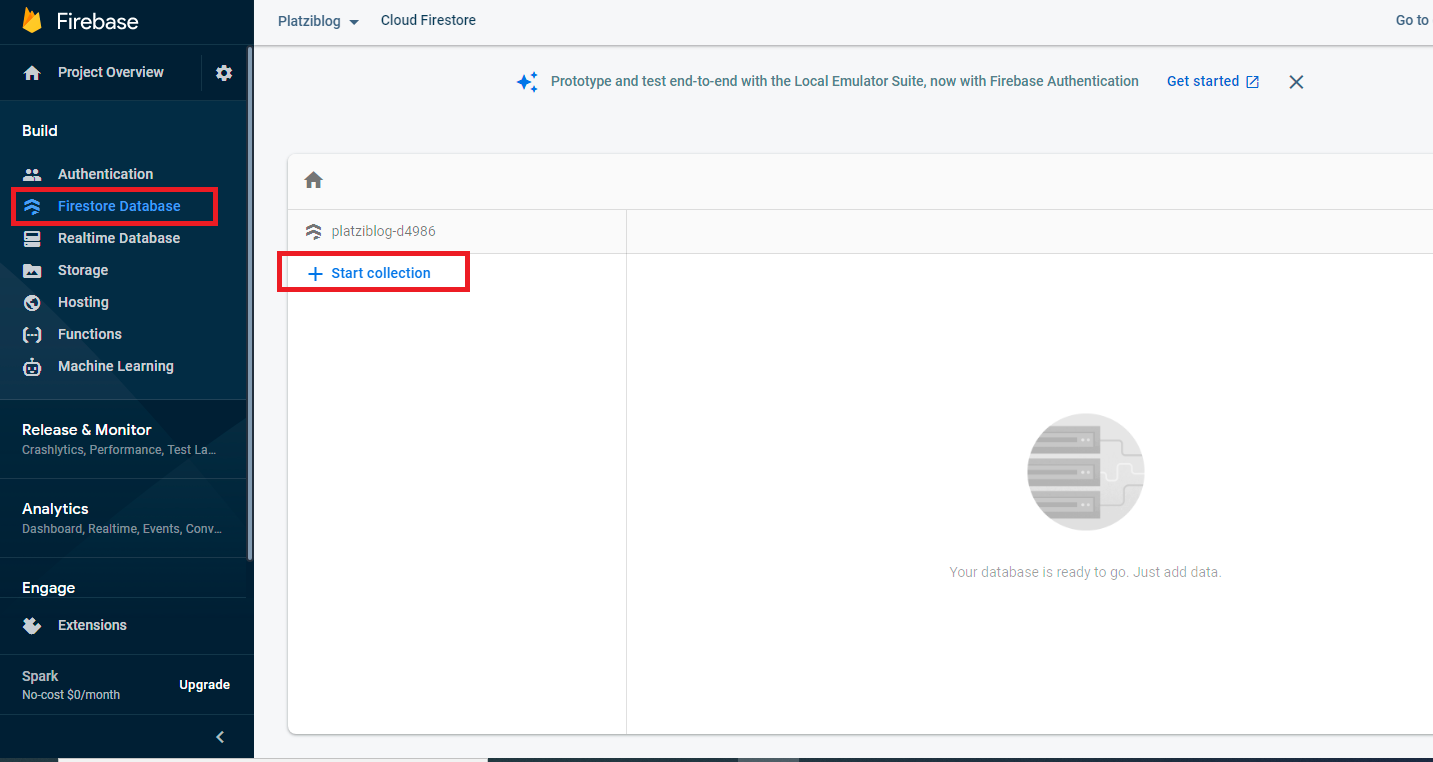 Firebase
Platziblog
Cloud Firestore
Go to
Project Overview
Prototype and test end-to-end with the Local Emulator Suite, now with Firebase Authentication
Get started
Build
Authentication
Firestore Database
Realtime Database
Storage
Hosting
Functions
Machine Learning
Release & Monitor
Crashlytics, Performance, Test La...
Analytics
Dashboard, Realtime, Events, Conv...
Engage
Extensions
Spark
No-cost $0/month
Upgrade
platziblog-d4986
Start collection
Your database is ready to go. Just add data.